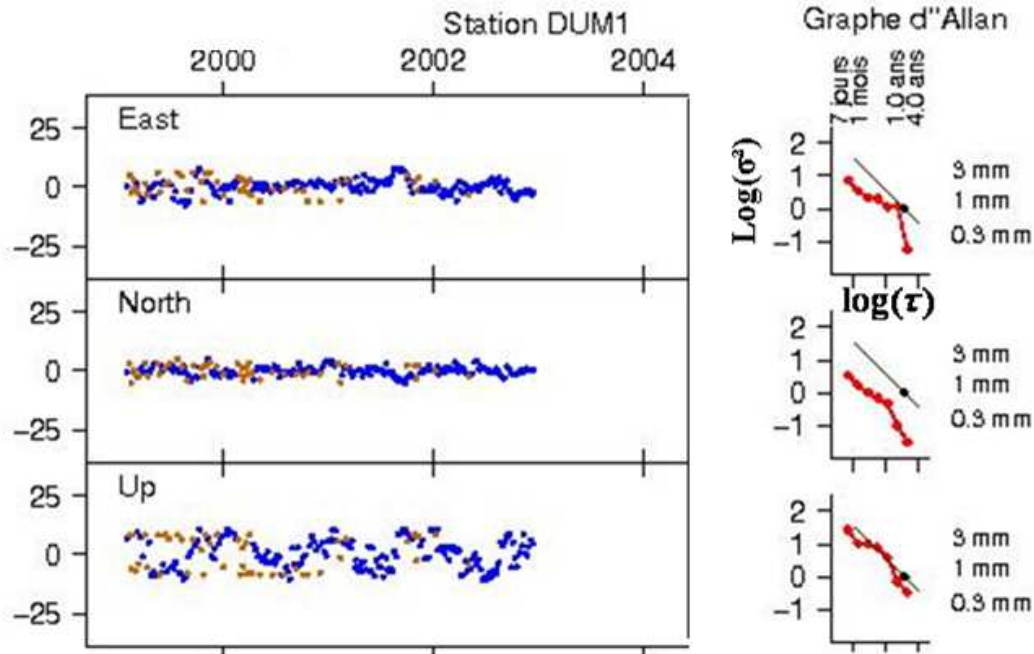 Station DUM1
2000 2002 2004
East
25
0
−25
North
25
0
−25
Up
25
0
−25
Graphe d''Allan
7 jours
1 mois
1.0 ans
4.0 ans
Log(σ²)
2
1
0
−1
3 mm
1 mm
0.3 mm
log(τ)
2
1
0
−1
3 mm
1 mm
0.3 mm
2
1
0
−1
3 mm
1 mm
0.3 mm